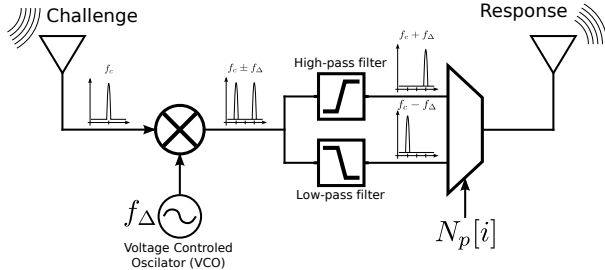 Challenge
Response
f_c
f_c ± f_Δ
High-pass filter
f_c + f_Δ
f_c − f_Δ
Low-pass filter
f_Δ
Voltage Controled
Oscilator (VCO)
N_p[i]